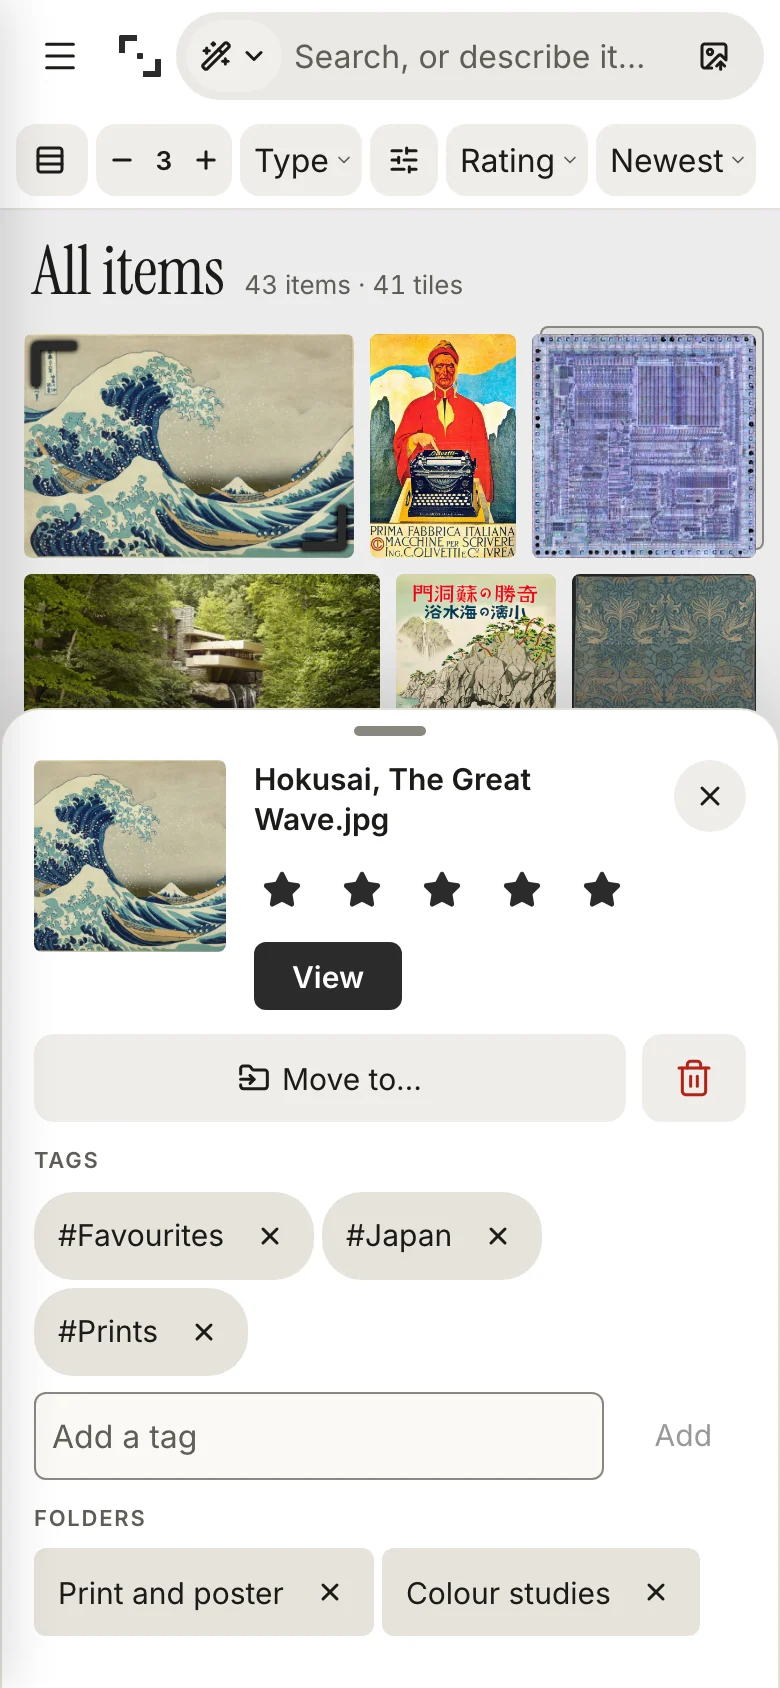 Search, or describe it...
3
Type
Rating
Newest
All items
43 items · 41 tiles
PRIMA FABBRICA ITALIANA
MACCHINE PER SCRIVERE
ING. C. OLIVETTI & C. IVREA
Hokusai, The Great
Wave.jpg
View
Move to...
TAGS
#Favourites
#Japan
#Prints
Add a tag
Add
FOLDERS
Print and poster
Colour studies